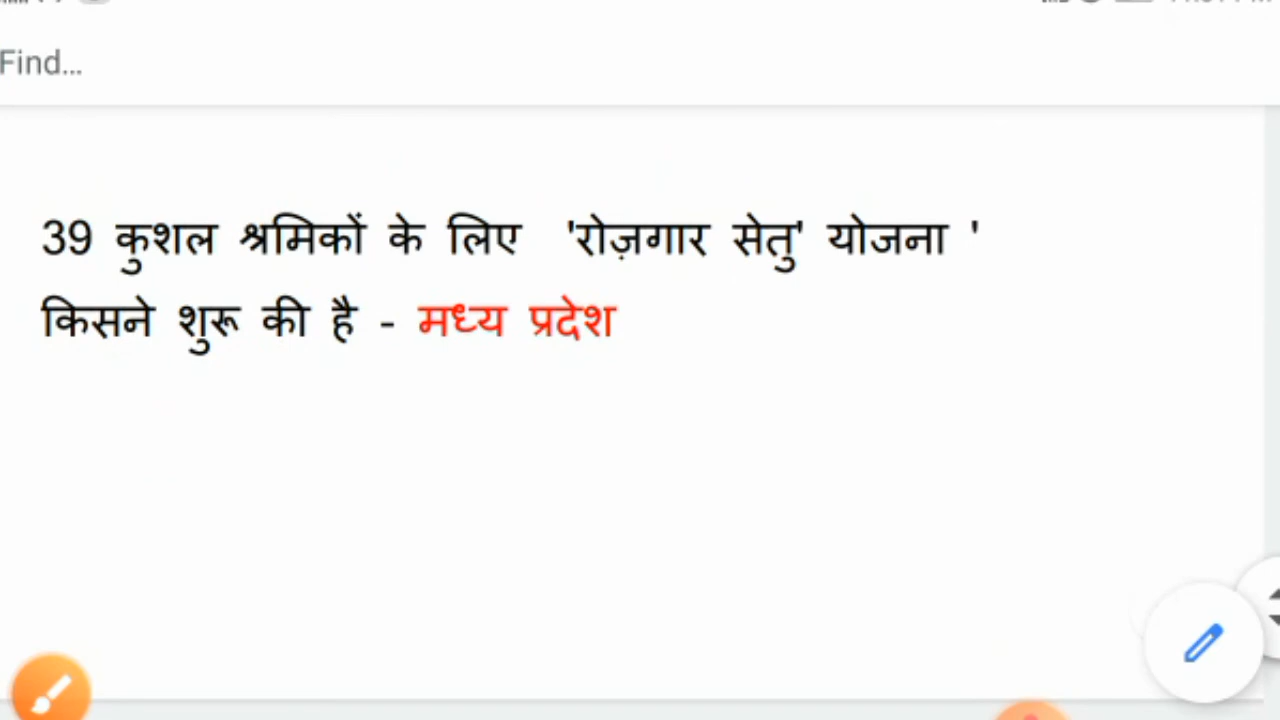 Find...
39 कुशल श्रमिकों के लिए 'रोज़गार सेतु' योजना '
किसने शुरू की है - मध्य प्रदेश